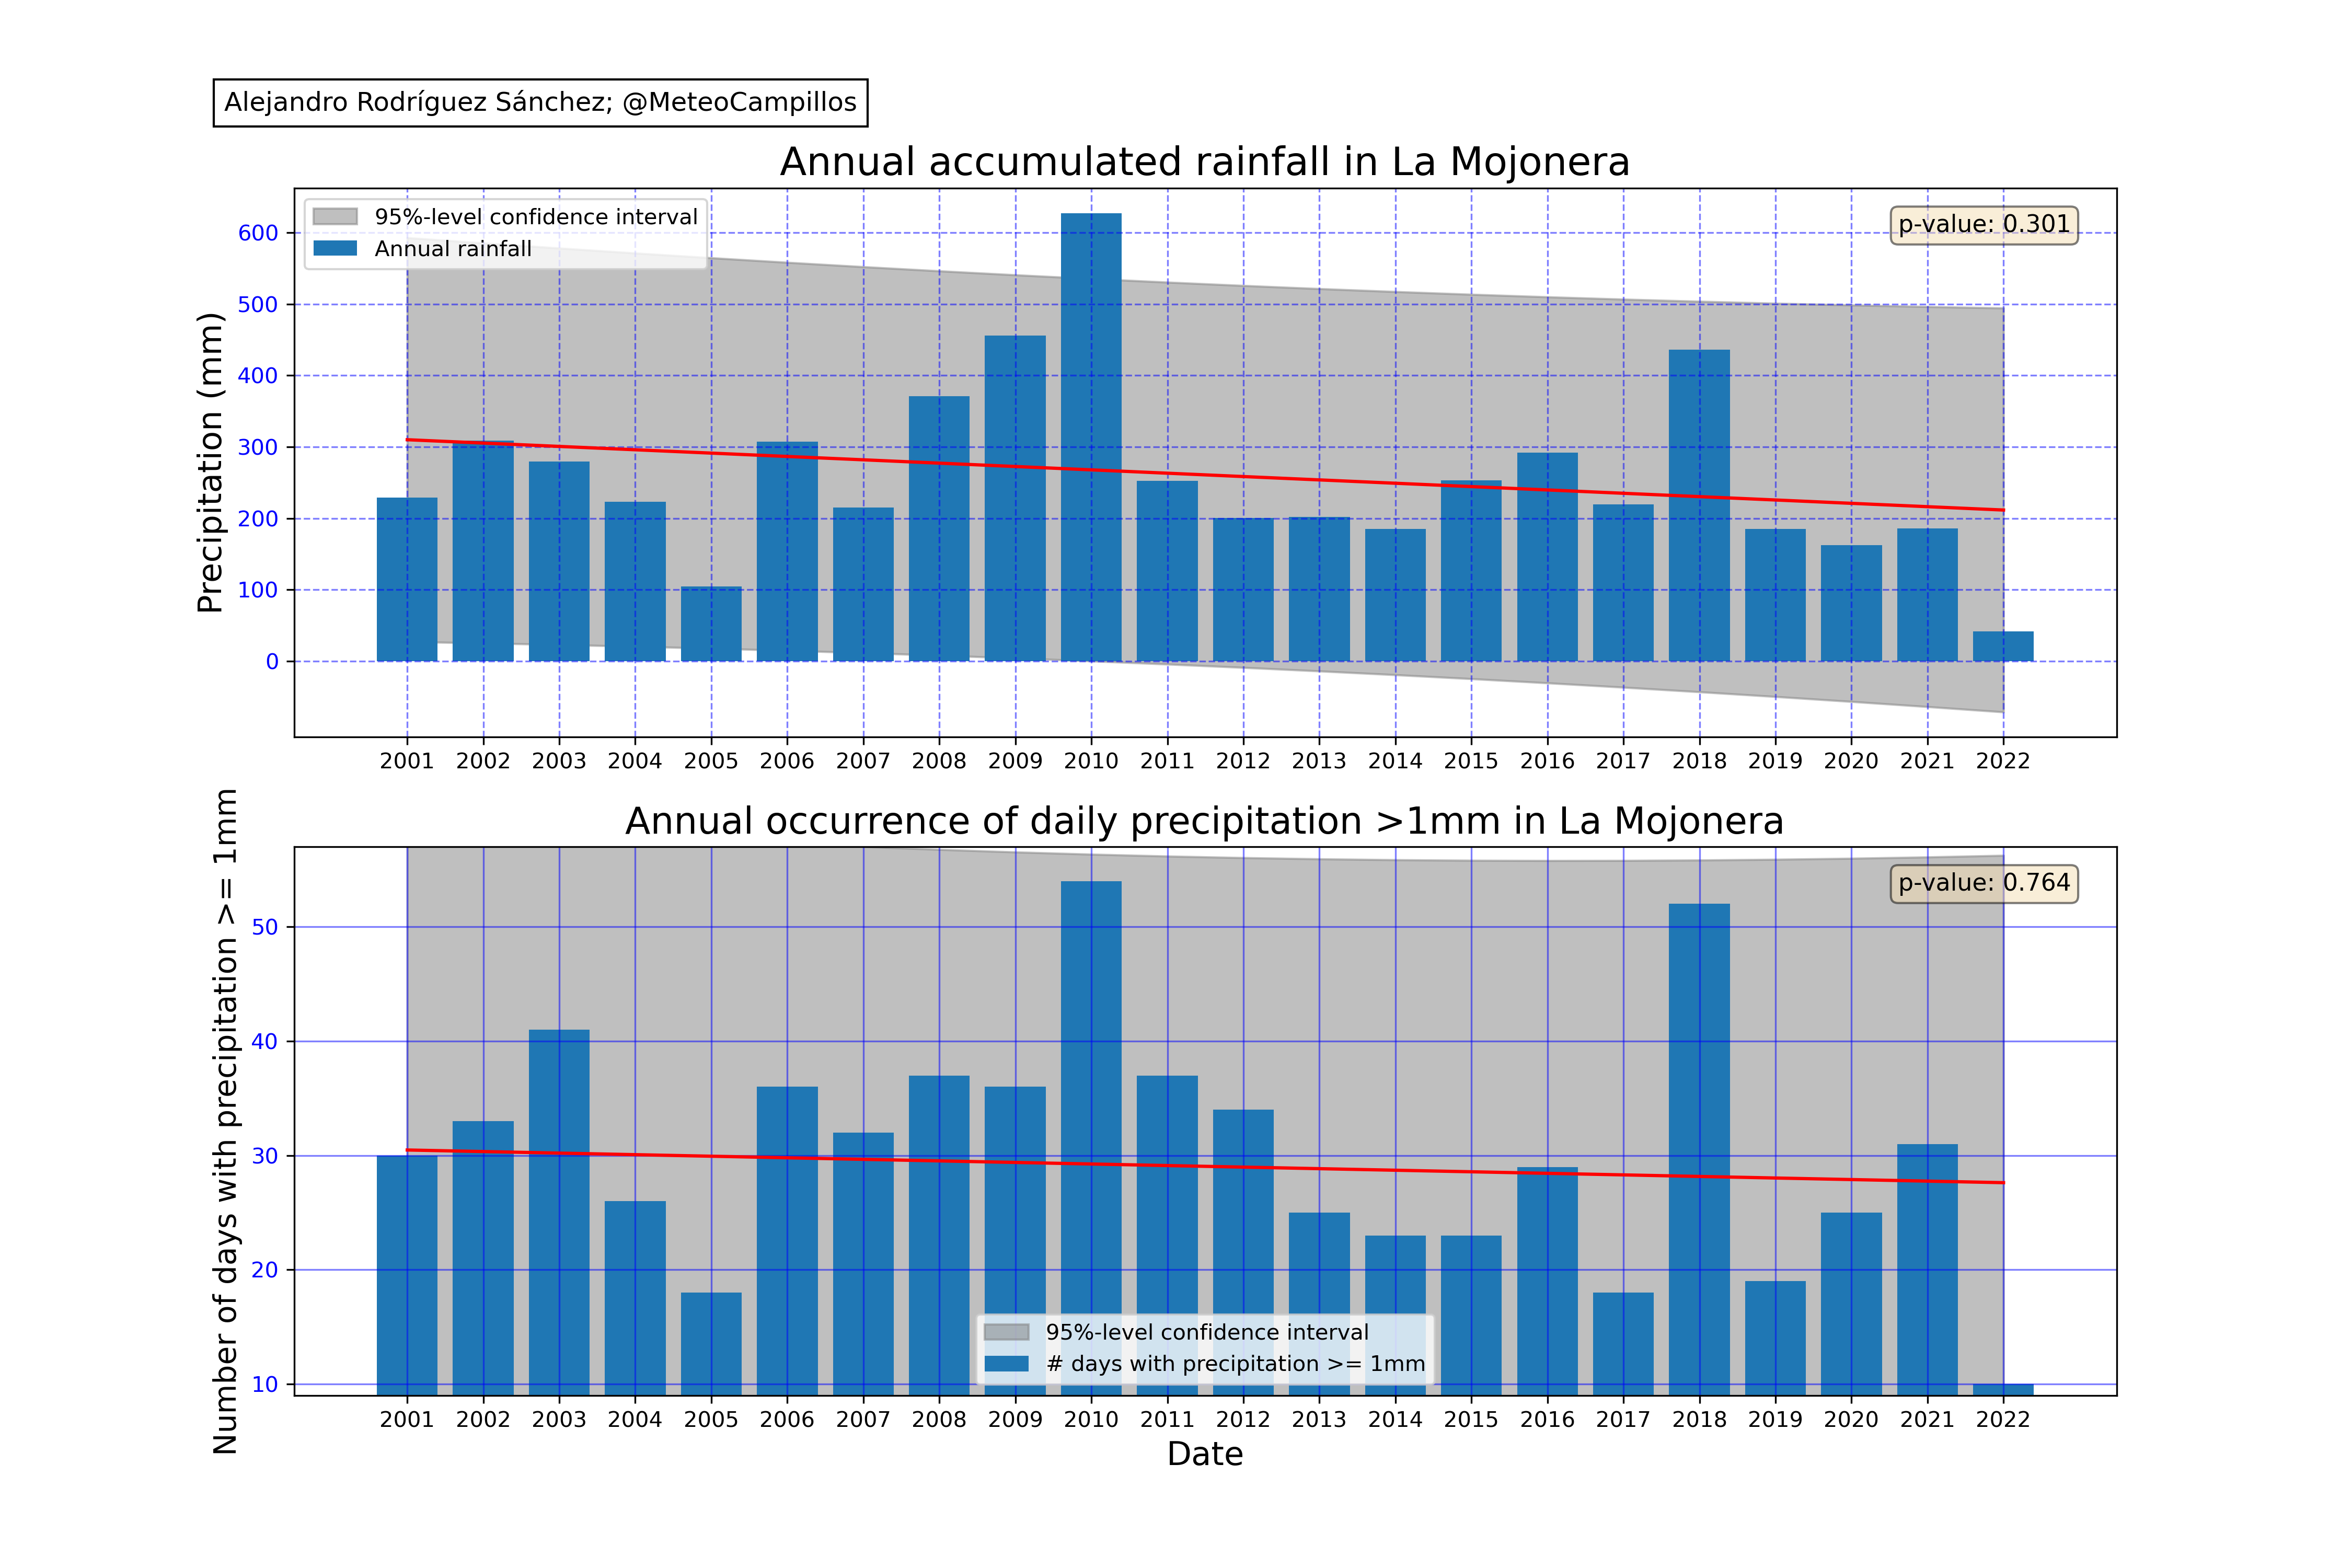 Alejandro Rodríguez Sánchez; @MeteoCampillos
Annual accumulated rainfall in La Mojonera
95%-level confidence interval
Annual rainfall
p-value: 0.301
Precipitation (mm)
600
500
400
300
200
100
0
2001 2002 2003 2004 2005 2006 2007 2008 2009 2010 2011 2012 2013 2014 2015 2016 2017 2018 2019 2020 2021 2022
Annual occurrence of daily precipitation >1mm in La Mojonera
p-value: 0.764
Number of days with precipitation >= 1mm
50
40
30
20
10
95%-level confidence interval
# days with precipitation >= 1mm
2001 2002 2003 2004 2005 2006 2007 2008 2009 2010 2011 2012 2013 2014 2015 2016 2017 2018 2019 2020 2021 2022
Date